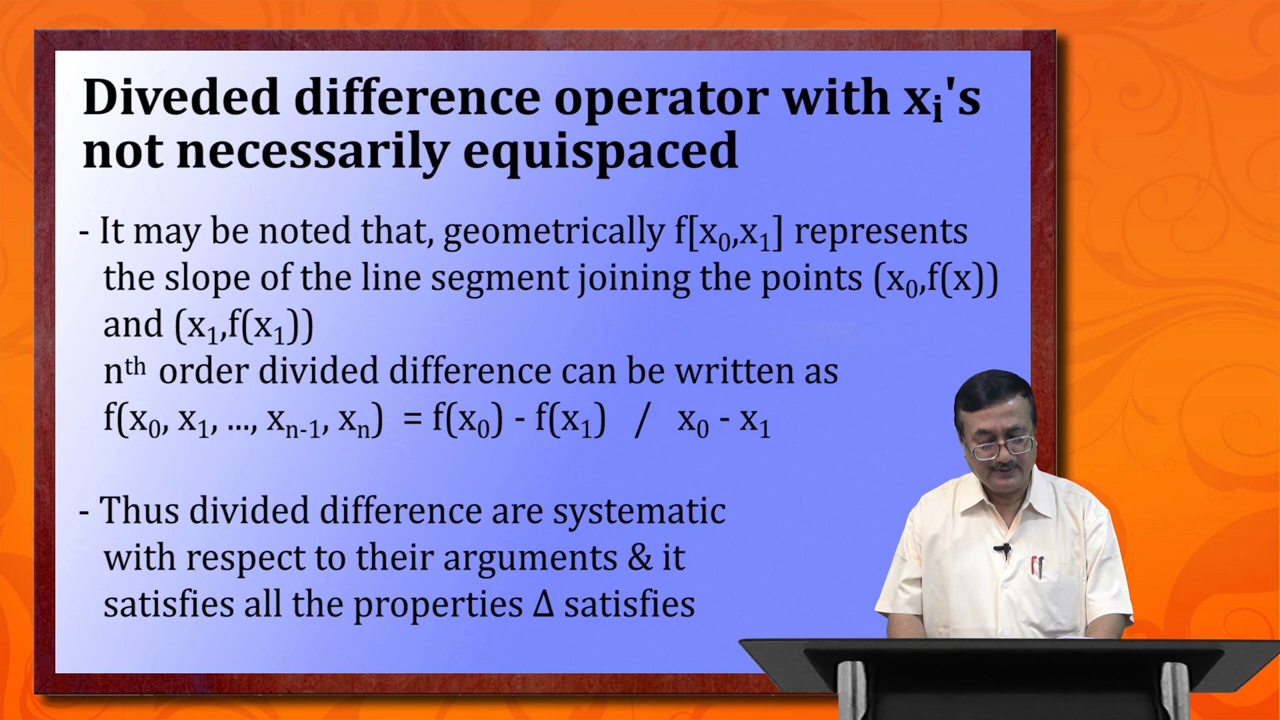 Diveded difference operator with xᵢ's
not necessarily equispaced
- It may be noted that, geometrically f[x₀,x₁] represents
the slope of the line segment joining the points (x₀,f(x))
and (x₁,f(x₁))
nᵗʰ order divided difference can be written as
f(x₀, x₁, ..., xₙ₋₁, xₙ) = f(x₀) - f(x₁) / x₀ - x₁
- Thus divided difference are systematic
with respect to their arguments & it
satisfies all the properties Δ satisfies